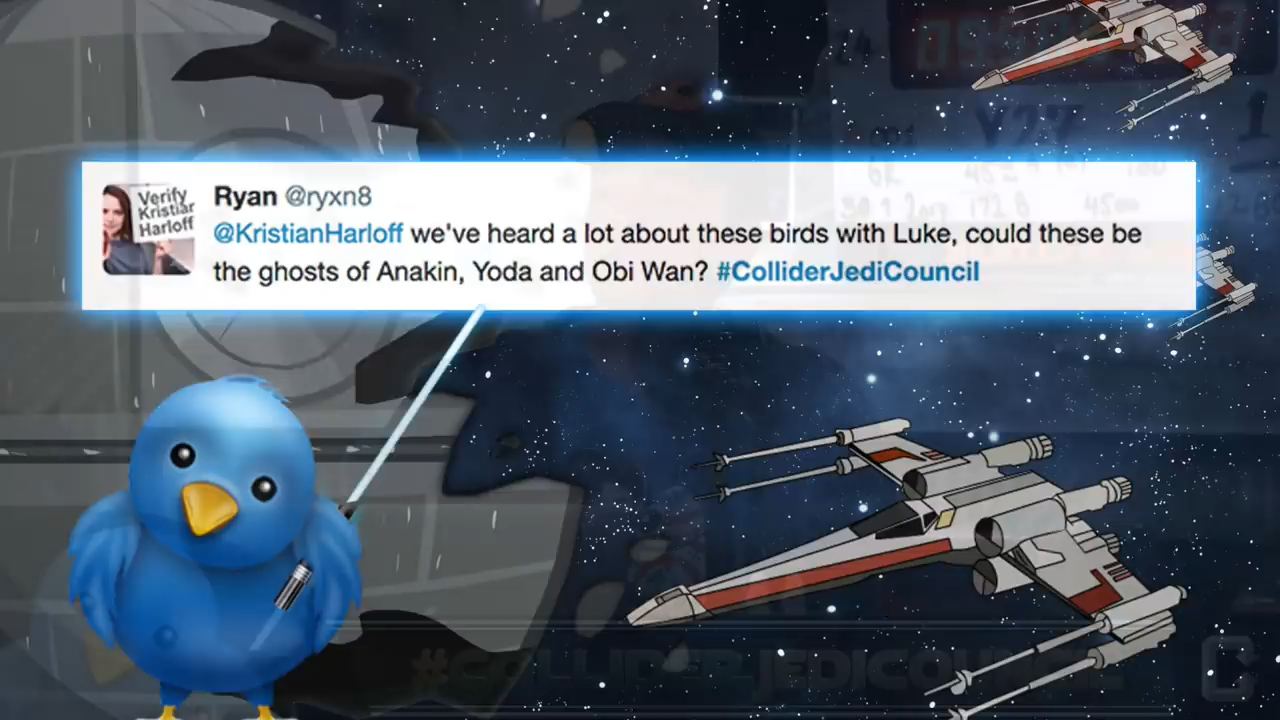 Verify
Kristian
Harloff
Ryan @ryxn8
@KristianHarloff we've heard a lot about these birds with Luke, could these be
the ghosts of Anakin, Yoda and Obi Wan? #ColliderJediCouncil
#COLLIDERJEDICOUNCIL